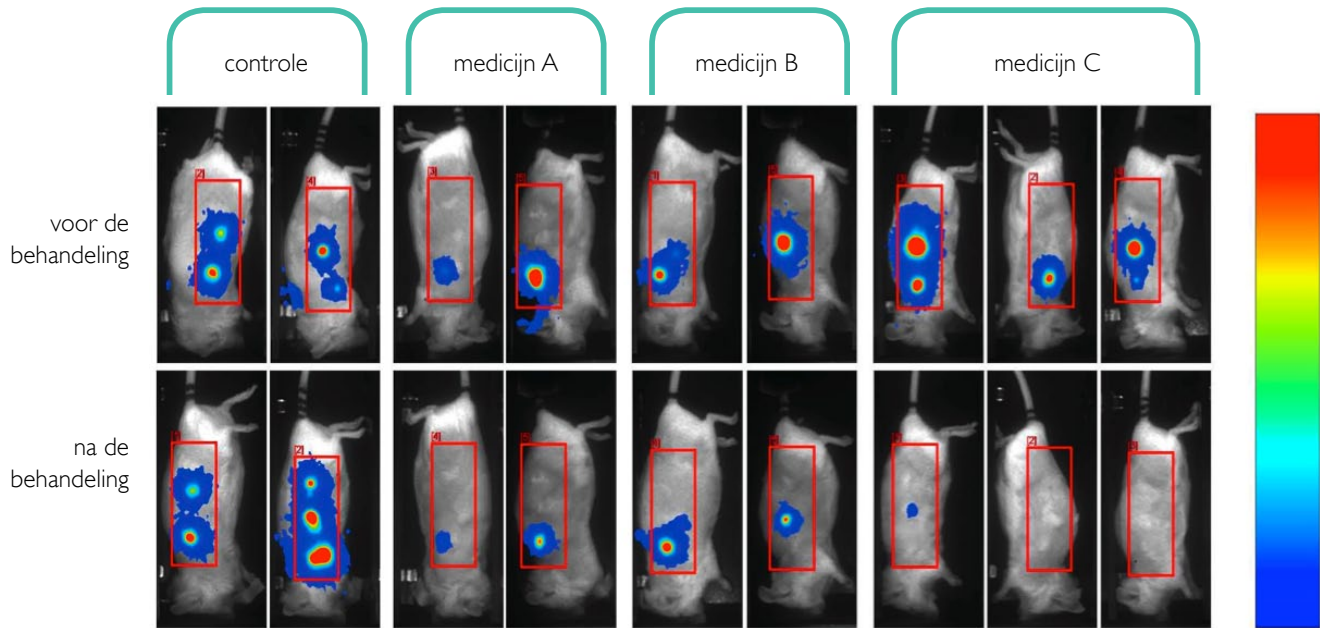 controle
medicijn A
medicijn B
medicijn C
voor de
behandeling
na de
behandeling